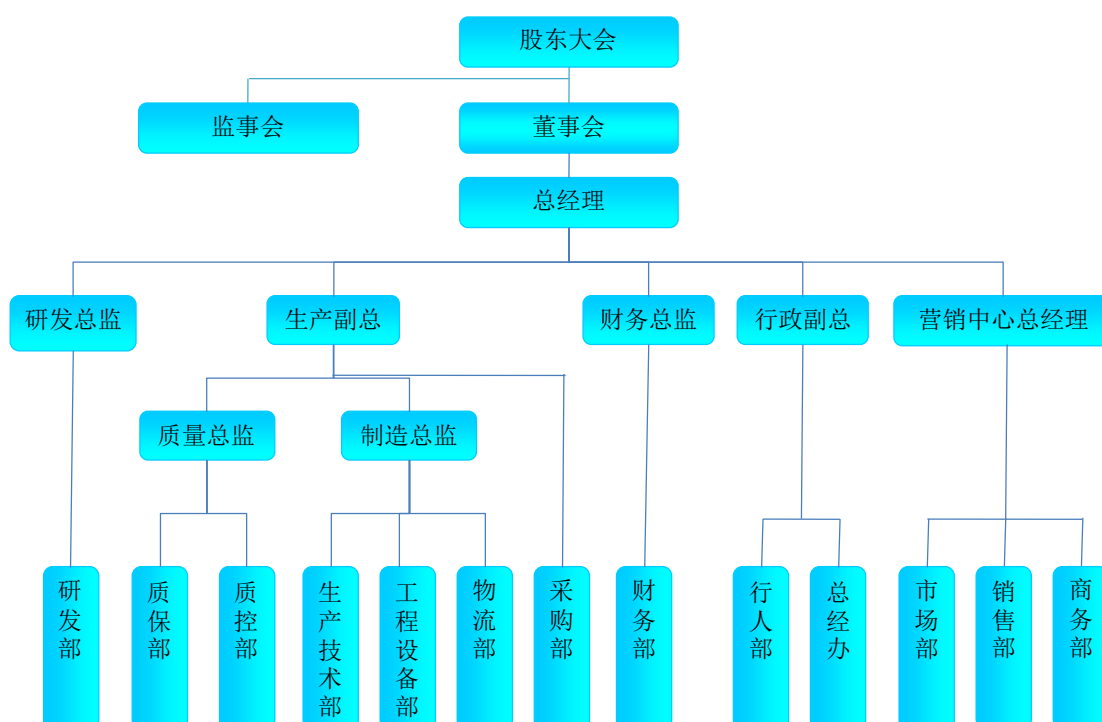 股东大会
监事会
董事会
总经理
研发总监
生产副总
财务总监
行政副总
营销中心总经理
质量总监
制造总监
研发部
质保部
质控部
生产技术部
工程设备部
物流部
采购部
财务部
行人部
总经办
市场部
销售部
商务部